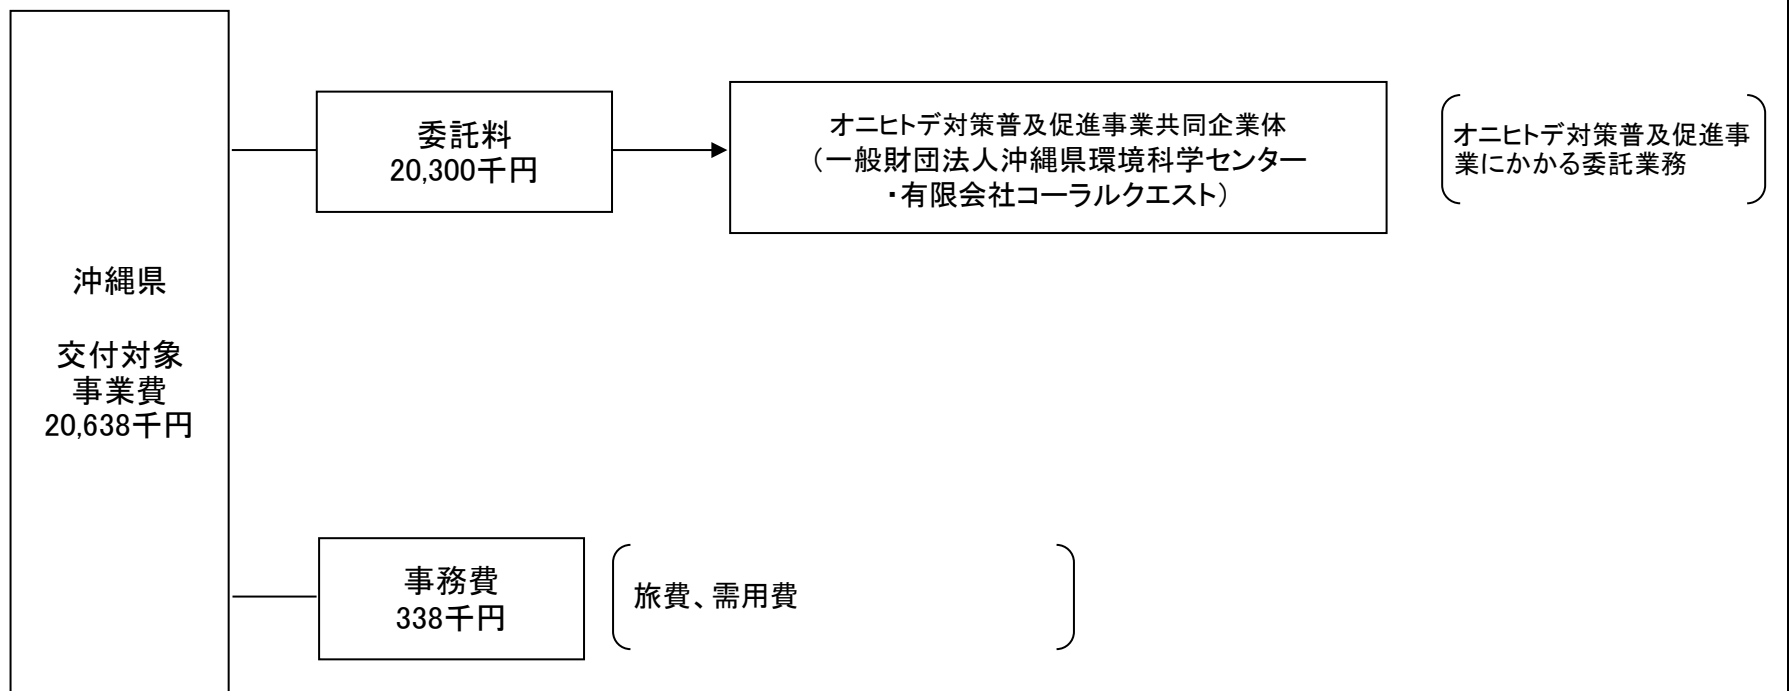 沖縄県
交付対象
事業費
20,638千円
委託料
20,300千円
オニヒトデ対策普及促進事業共同企業体
（一般財団法人沖縄県環境科学センター
・有限会社コーラルクエスト）
オニヒトデ対策普及促進事
業にかかる委託業務
事務費
338千円
旅費、需用費